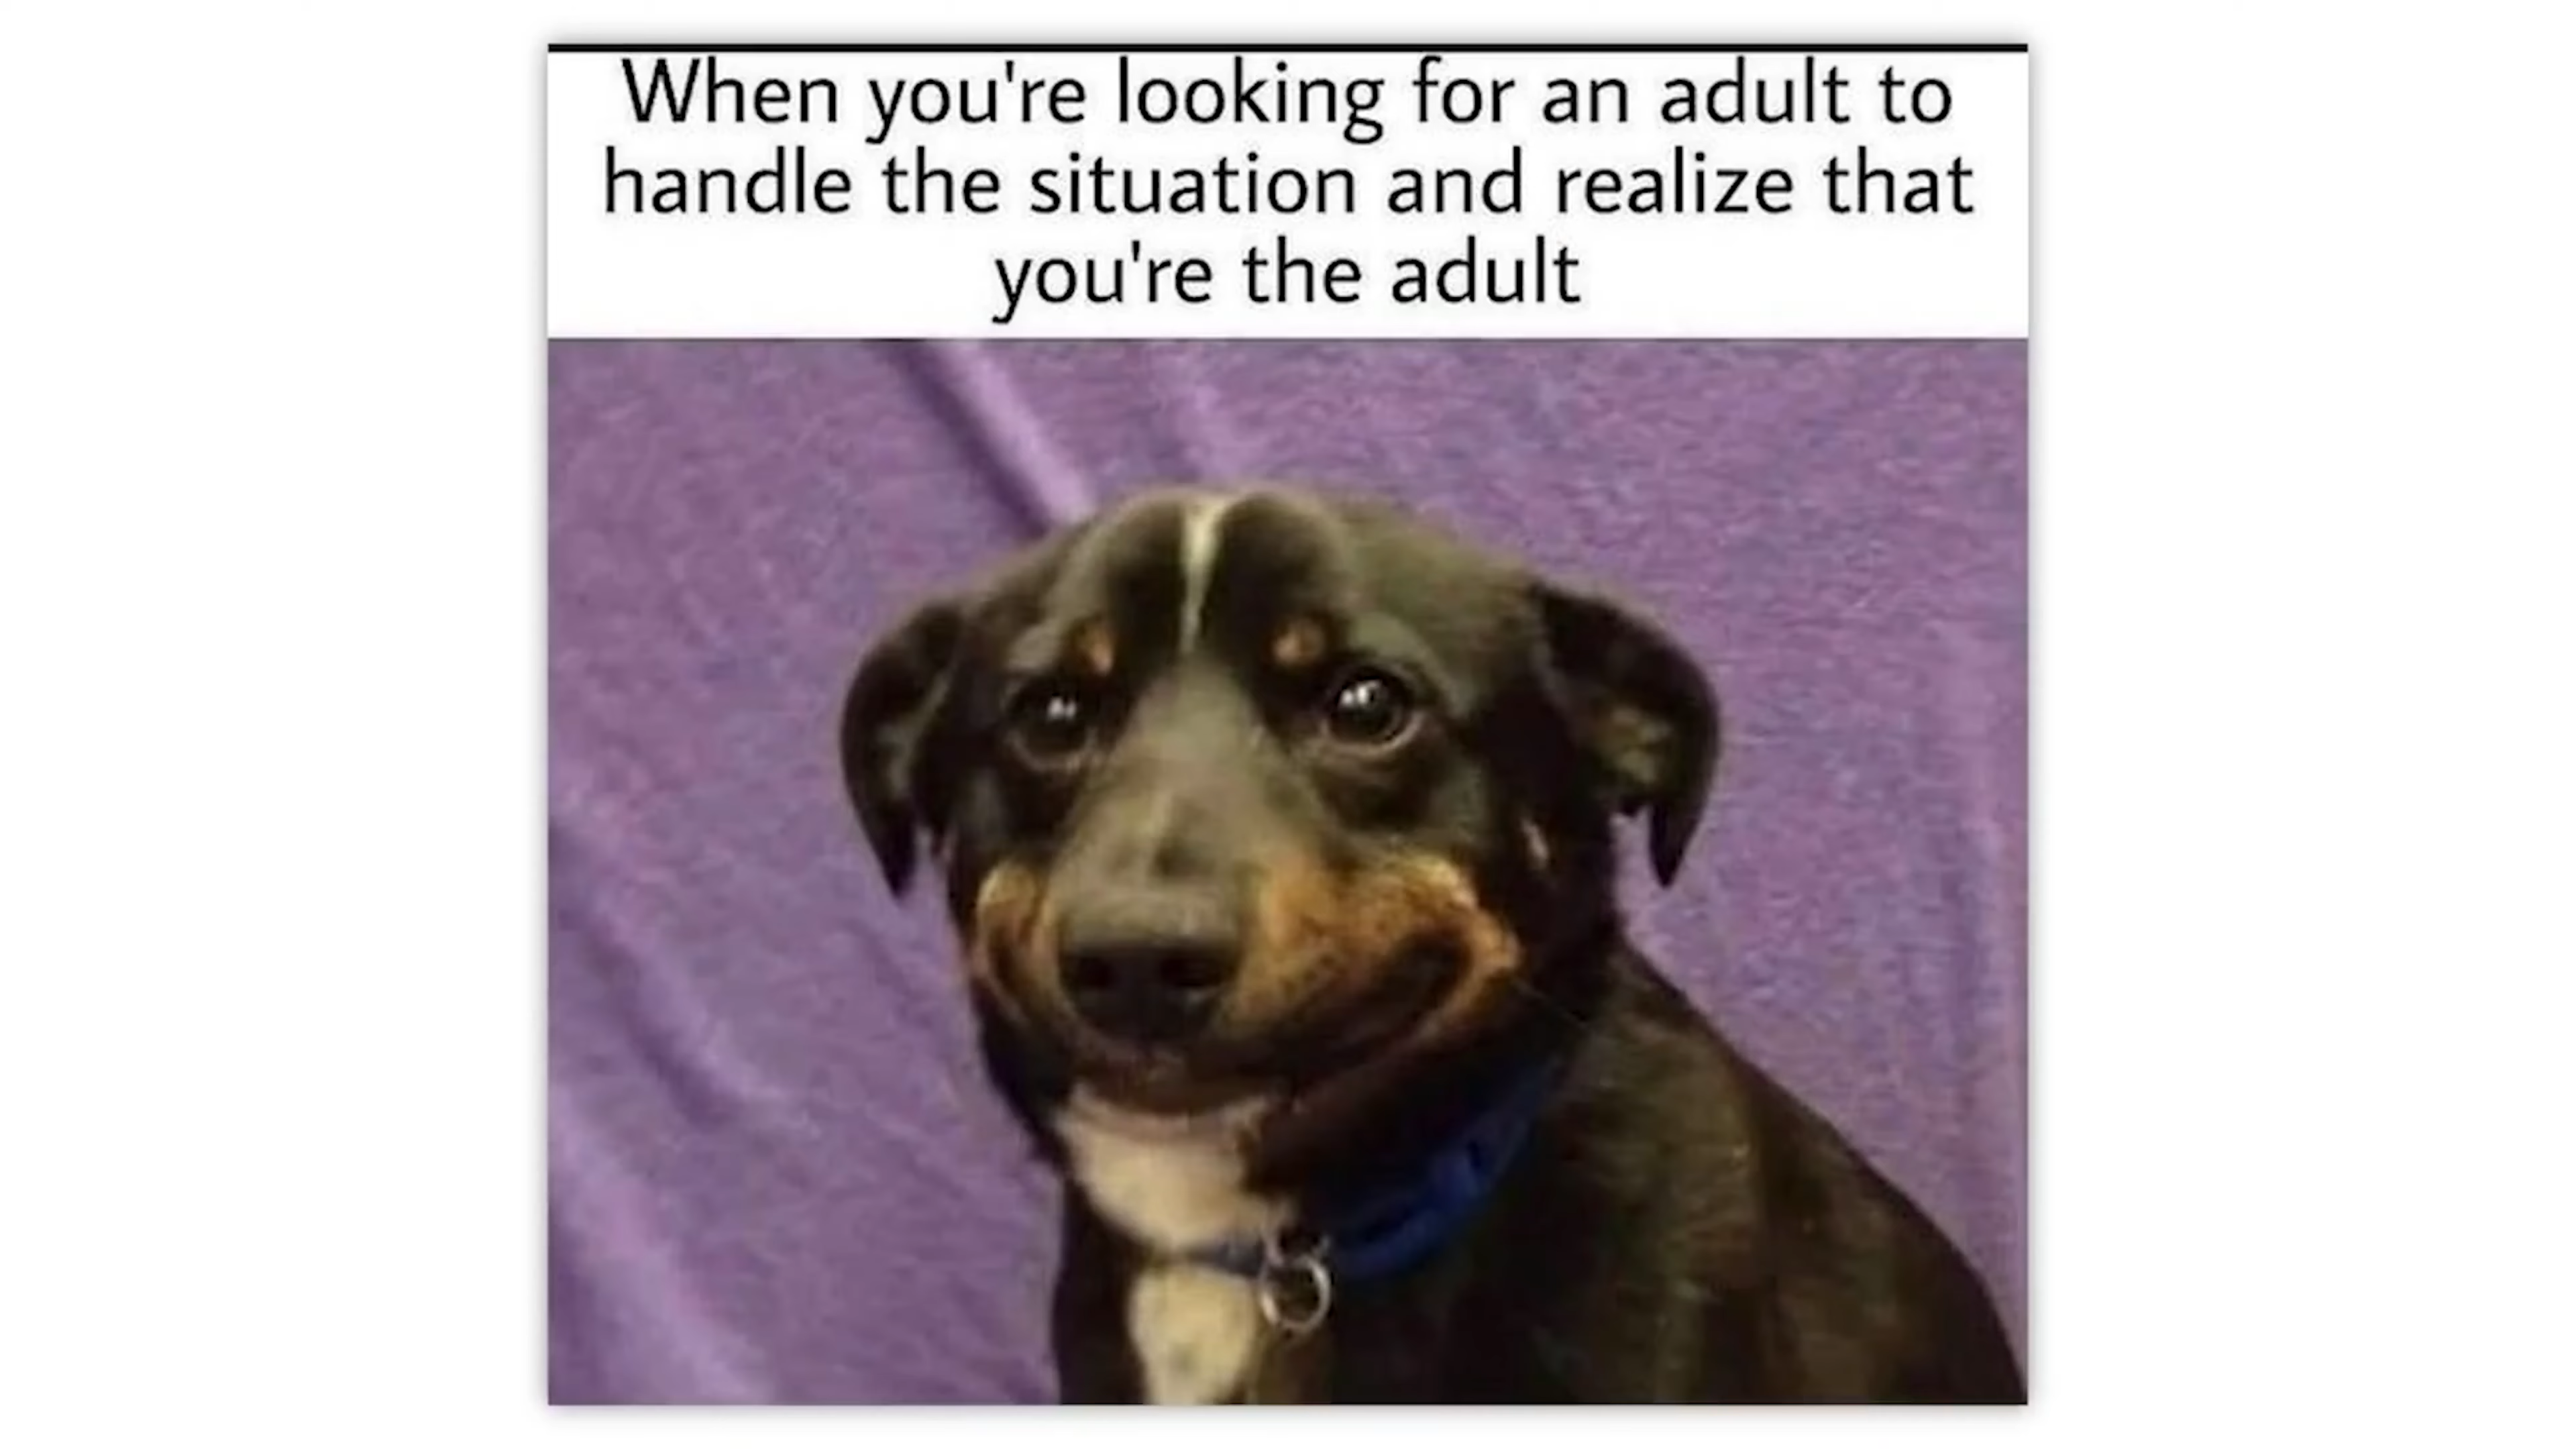 When you're looking for an adult to
handle the situation and realize that
you're the adult